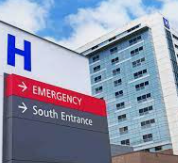 H
→ EMERGENCY
→ South Entrance